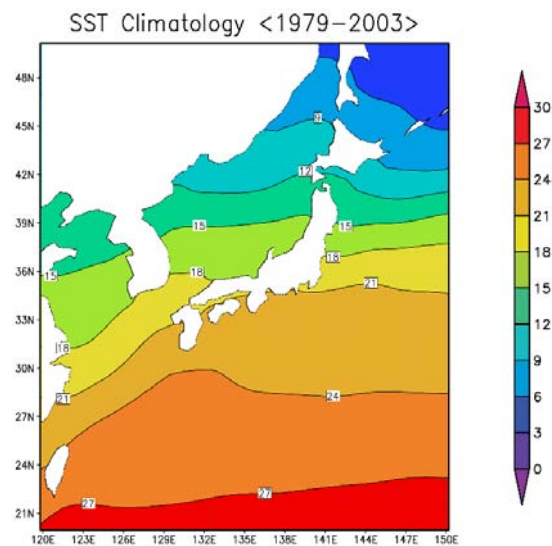 SST Climatology <1979-2003>
48N
45N
42N
39N
36N
33N
30N
27N
24N
21N
120E 123E 126E 129E 132E 135E 138E 141E 144E 147E 150E
9
12
15
15
15
18
18
18
21
21
24
27
27
30
27
24
21
18
15
12
9
6
3
0